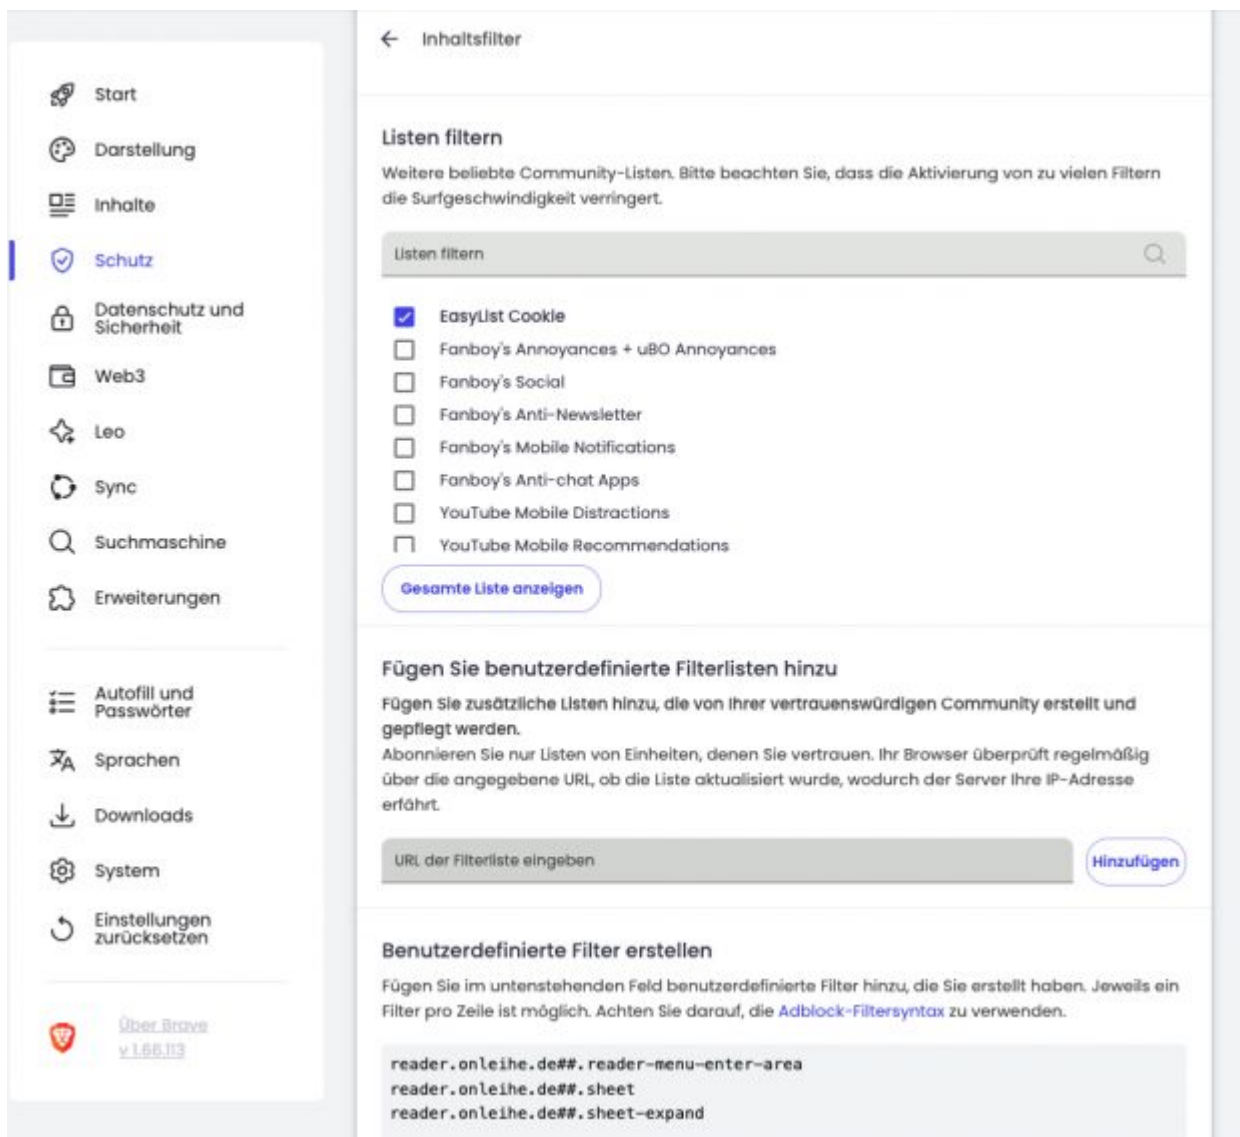 Inhaltsfilter
Start
Darstellung
Inhalte
Schutz
Datenschutz und
Sicherheit
Web3
Leo
Sync
Suchmaschine
Erweiterungen
Autofill und
Passwörter
Sprachen
Downloads
System
Einstellungen
zurücksetzen
Über Brave
v 1.66.113
Listen filtern
Weitere beliebte Community-Listen. Bitte beachten Sie, dass die Aktivierung von zu vielen Filtern
die Surfgeschwindigkeit verringert.
Listen filtern
EasyList Cookie
Fanboy's Annoyances + uBO Annoyances
Fanboy's Social
Fanboy's Anti-Newsletter
Fanboy's Mobile Notifications
Fanboy's Anti-chat Apps
YouTube Mobile Distractions
YouTube Mobile Recommendations
Gesamte Liste anzeigen
Fügen Sie benutzerdefinierte Filterlisten hinzu
Fügen Sie zusätzliche Listen hinzu, die von Ihrer vertrauenswürdigen Community erstellt und
gepflegt werden.
Abonnieren Sie nur Listen von Einheiten, denen Sie vertrauen. Ihr Browser überprüft regelmäßig
über die angegebene URL, ob die Liste aktualisiert wurde, wodurch der Server Ihre IP-Adresse
erfährt.
URL der Filterliste eingeben
Hinzufügen
Benutzerdefinierte Filter erstellen
Fügen Sie im untenstehenden Feld benutzerdefinierte Filter hinzu, die Sie erstellt haben. Jeweils ein
Filter pro Zeile ist möglich. Achten Sie darauf, die Adblock-Filtersyntax zu verwenden.
reader.onleihe.de##.reader-menu-enter-area
reader.onleihe.de##.sheet
reader.onleihe.de##.sheet-expand